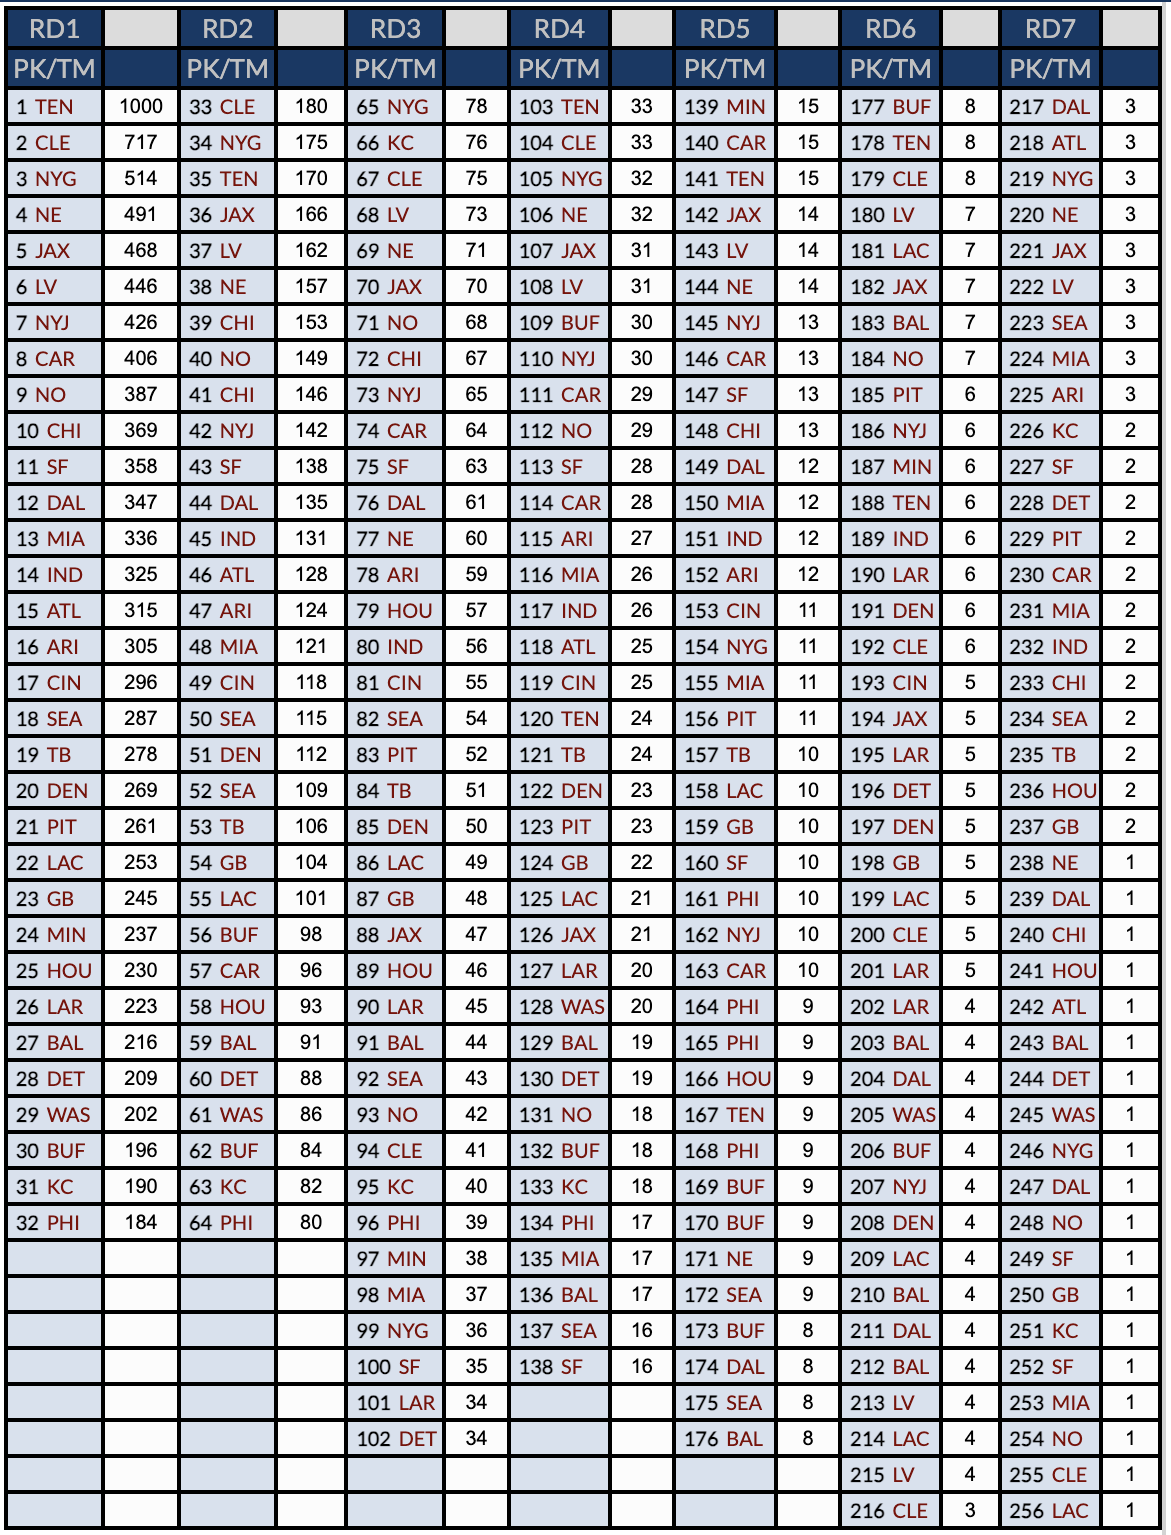 RD1 RD2 RD3 RD4 RD5 RD6 RD7
PK/TM PK/TM PK/TM PK/TM PK/TM PK/TM PK/TM
1 TEN 1000 33 CLE 180 65 NYG 78 103 TEN 33 139 MIN 15 177 BUF 8 217 DAL 3
2 CLE 717 34 NYG 175 66 KC 76 104 CLE 33 140 CAR 15 178 TEN 8 218 ATL 3
3 NYG 514 35 TEN 170 67 CLE 75 105 NYG 32 141 TEN 15 179 CLE 8 219 NYG 3
4 NE 491 36 JAX 166 68 LV 73 106 NE 32 142 JAX 14 180 LV 7 220 NE 3
5 JAX 468 37 LV 162 69 NE 71 107 JAX 31 143 LV 14 181 LAC 7 221 JAX 3
6 LV 446 38 NE 157 70 JAX 70 108 LV 31 144 NE 14 182 JAX 7 222 LV 3
7 NYJ 426 39 CHI 153 71 NO 68 109 BUF 30 145 NYJ 13 183 BAL 7 223 SEA 3
8 CAR 406 40 NO 149 72 CHI 67 110 NYJ 30 146 CAR 13 184 NO 7 224 MIA 3
9 NO 387 41 CHI 146 73 NYJ 65 111 CAR 29 147 SF 13 185 PIT 6 225 ARI 3
10 CHI 369 42 NYJ 142 74 CAR 64 112 NO 29 148 CHI 13 186 NYJ 6 226 KC 2
11 SF 358 43 SF 138 75 SF 63 113 SF 28 149 DAL 12 187 MIN 6 227 SF 2
12 DAL 347 44 DAL 135 76 DAL 61 114 CAR 28 150 MIA 12 188 TEN 6 228 DET 2
13 MIA 336 45 IND 131 77 NE 60 115 ARI 27 151 IND 12 189 IND 6 229 PIT 2
14 IND 325 46 ATL 128 78 ARI 59 116 MIA 26 152 ARI 12 190 LAR 6 230 CAR 2
15 ATL 315 47 ARI 124 79 HOU 57 117 IND 26 153 CIN 11 191 DEN 6 231 MIA 2
16 ARI 305 48 MIA 121 80 IND 56 118 ATL 25 154 NYG 11 192 CLE 6 232 IND 2
17 CIN 296 49 CIN 118 81 CIN 55 119 CIN 25 155 MIA 11 193 CIN 5 233 CHI 2
18 SEA 287 50 SEA 115 82 SEA 54 120 TEN 24 156 PIT 11 194 JAX 5 234 SEA 2
19 TB 278 51 DEN 112 83 PIT 52 121 TB 24 157 TB 10 195 LAR 5 235 TB 2
20 DEN 269 52 SEA 109 84 TB 51 122 DEN 23 158 LAC 10 196 DET 5 236 HOU 2
21 PIT 261 53 TB 106 85 DEN 50 123 PIT 23 159 GB 10 197 DEN 5 237 GB 2
22 LAC 253 54 GB 104 86 LAC 49 124 GB 22 160 SF 10 198 GB 5 238 NE 1
23 GB 245 55 LAC 101 87 GB 48 125 LAC 21 161 PHI 10 199 LAC 5 239 DAL 1
24 MIN 237 56 BUF 98 88 JAX 47 126 JAX 21 162 NYJ 10 200 CLE 5 240 CHI 1
25 HOU 230 57 CAR 96 89 HOU 46 127 LAR 20 163 CAR 10 201 LAR 5 241 HOU 1
26 LAR 223 58 HOU 93 90 LAR 45 128 WAS 20 164 PHI 9 202 LAR 4 242 ATL 1
27 BAL 216 59 BAL 91 91 BAL 44 129 BAL 19 165 PHI 9 203 BAL 4 243 BAL 1
28 DET 209 60 DET 88 92 SEA 43 130 DET 19 166 HOU 9 204 DAL 4 244 DET 1
29 WAS 202 61 WAS 86 93 NO 42 131 NO 18 167 TEN 9 205 WAS 4 245 WAS 1
30 BUF 196 62 BUF 84 94 CLE 41 132 BUF 18 168 PHI 9 206 BUF 4 246 NYG 1
31 KC 190 63 KC 82 95 KC 40 133 KC 18 169 BUF 9 207 NYJ 4 247 DAL 1
32 PHI 184 64 PHI 80 96 PHI 39 134 PHI 17 170 BUF 9 208 DEN 4 248 NO 1
97 MIN 38 135 MIA 17 171 NE 9 209 LAC 4 249 SF 1
98 MIA 37 136 BAL 17 172 SEA 9 210 BAL 4 250 GB 1
99 NYG 36 137 SEA 16 173 BUF 8 211 DAL 4 251 KC 1
100 SF 35 138 SF 16 174 DAL 8 212 BAL 4 252 SF 1
101 LAR 34 175 SEA 8 213 LV 4 253 MIA 1
102 DET 34 176 BAL 8 214 LAC 4 254 NO 1
215 LV 4 255 CLE 1
216 CLE 3 256 LAC 1